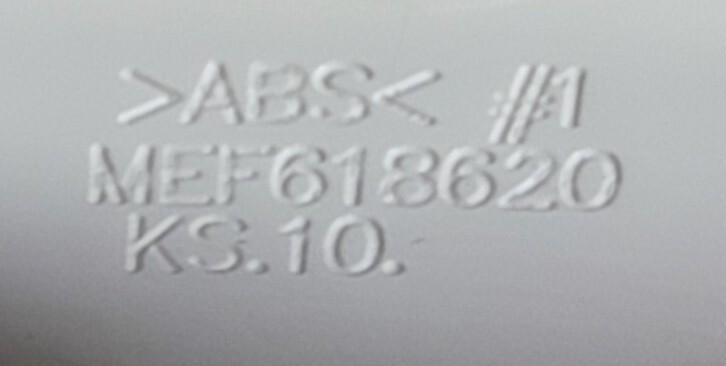 >ABS< #1
MEF618620
KS.10.